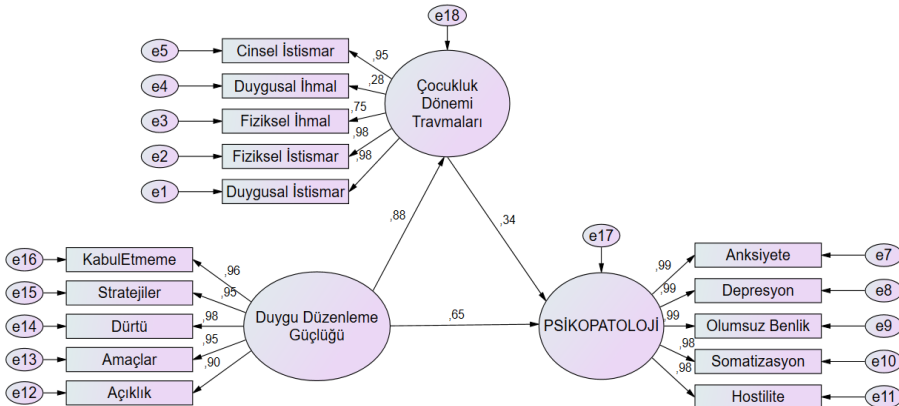 e18
e5
Cinsel İstismar
,95
e4
Duygusal İhmal
,28
e3
Fiziksel İhmal
,75
e2
Fiziksel İstismar
,98
e1
Duygusal İstismar
,98
Çocukluk
Dönemi
Travmaları
,88
,34
e17
e16
KabulEtmeme
,96
e15
Stratejiler
,95
e14
Dürtü
,98
e13
Amaçlar
,95
e12
Açıklık
,90
Duygu Düzenleme
Güçlüğü
,65
PSİKOPATOLOJİ
,99
Anksiyete
e7
,99
Depresyon
e8
,99
Olumsuz Benlik
e9
,98
Somatizasyon
e10
,98
Hostilite
e11